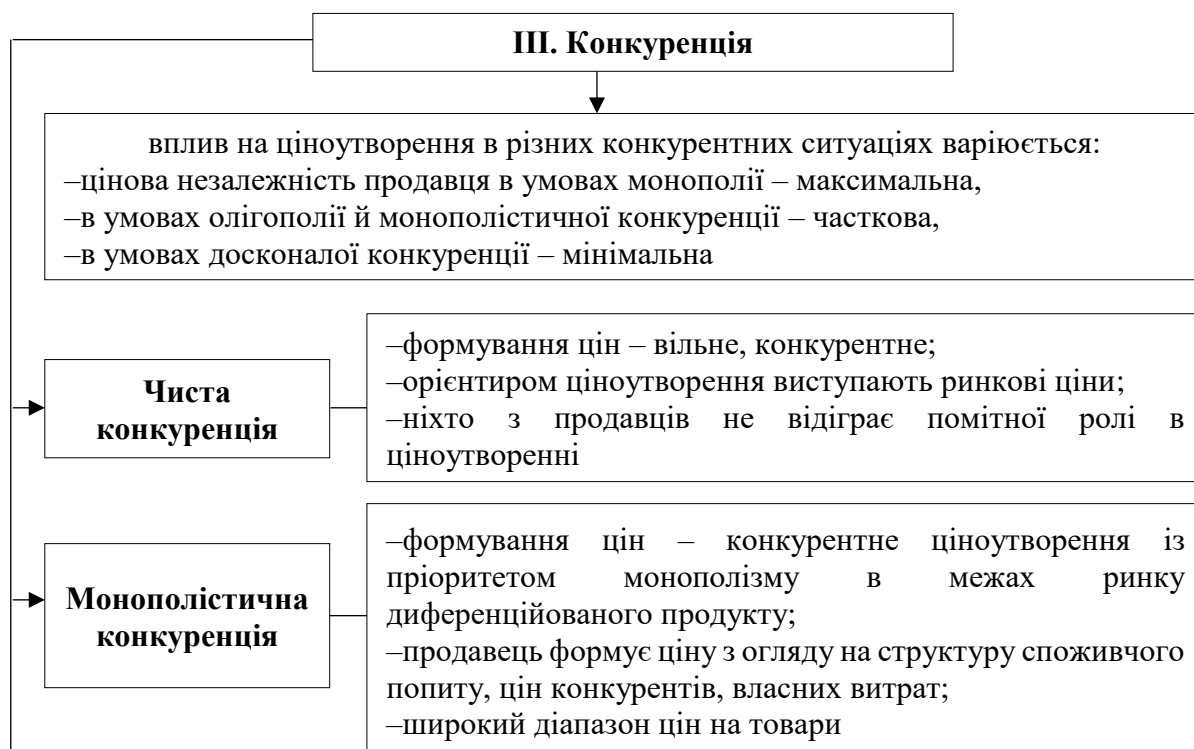 ІІІ. Конкуренція
вплив на ціноутворення в різних конкурентних ситуаціях варіюється:
–цінова незалежність продавця в умовах монополії – максимальна,
–в умовах олігополії й монополістичної конкуренції – часткова,
–в умовах досконалої конкуренції – мінімальна
Чиста
конкуренція
–формування цін – вільне, конкурентне;
–орієнтиром ціноутворення виступають ринкові ціни;
–ніхто з продавців не відіграє помітної ролі в
ціноутворенні
Монополістична
конкуренція
–формування цін – конкурентне ціноутворення із
пріоритетом монополізму в межах ринку
диференційованого продукту;
–продавець формує ціну з огляду на структуру споживчого
попиту, цін конкурентів, власних витрат;
–широкий діапазон цін на товари